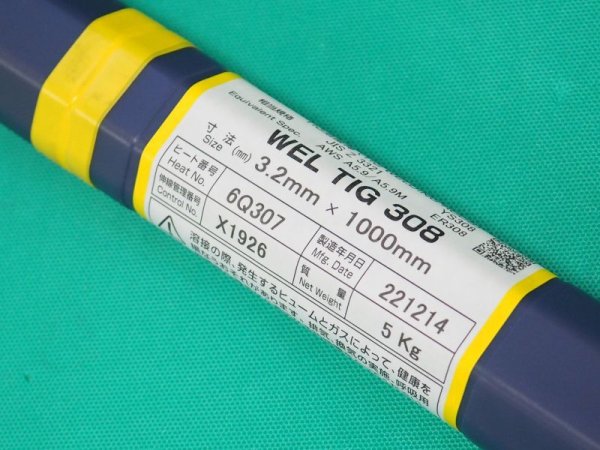 相当規格
Equivalent Spec.
JIS Z 3321 YS308
AWS A5.9/A5.9M ER308
WEL TIG 308
寸法 (mm)
Size
3.2mm × 1000mm
ヒート番号
Heat No.
6Q307
製造年月日
Mfg. Date
221214
伸線管理番号
Control No.
X1926
質量
Net Weight
5 Kg
溶接の際、発生するヒュームとガスによって、健康を